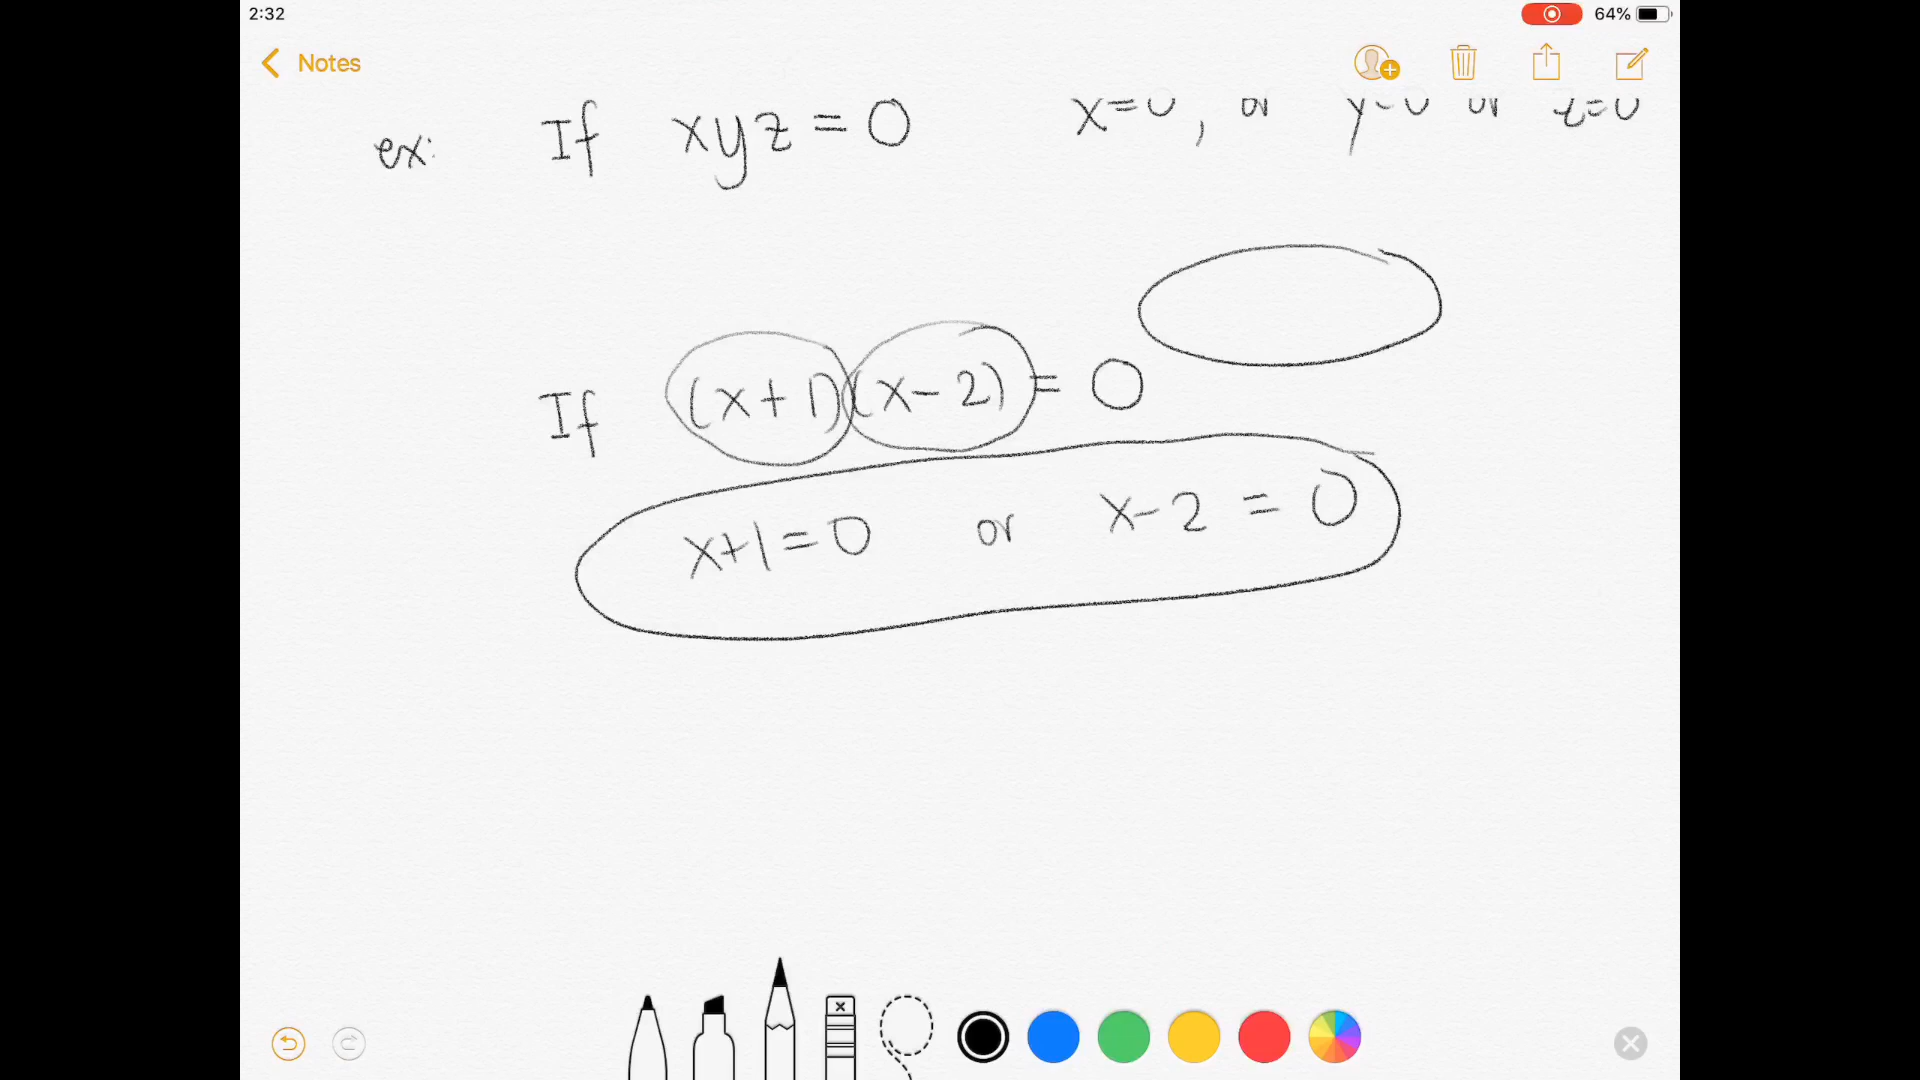 2:32 64%
Notes
ex: If xyz = 0 x=0, or y=0 or z=0
If (x+1)(x-2) = 0
x+1=0 or x-2 = 0